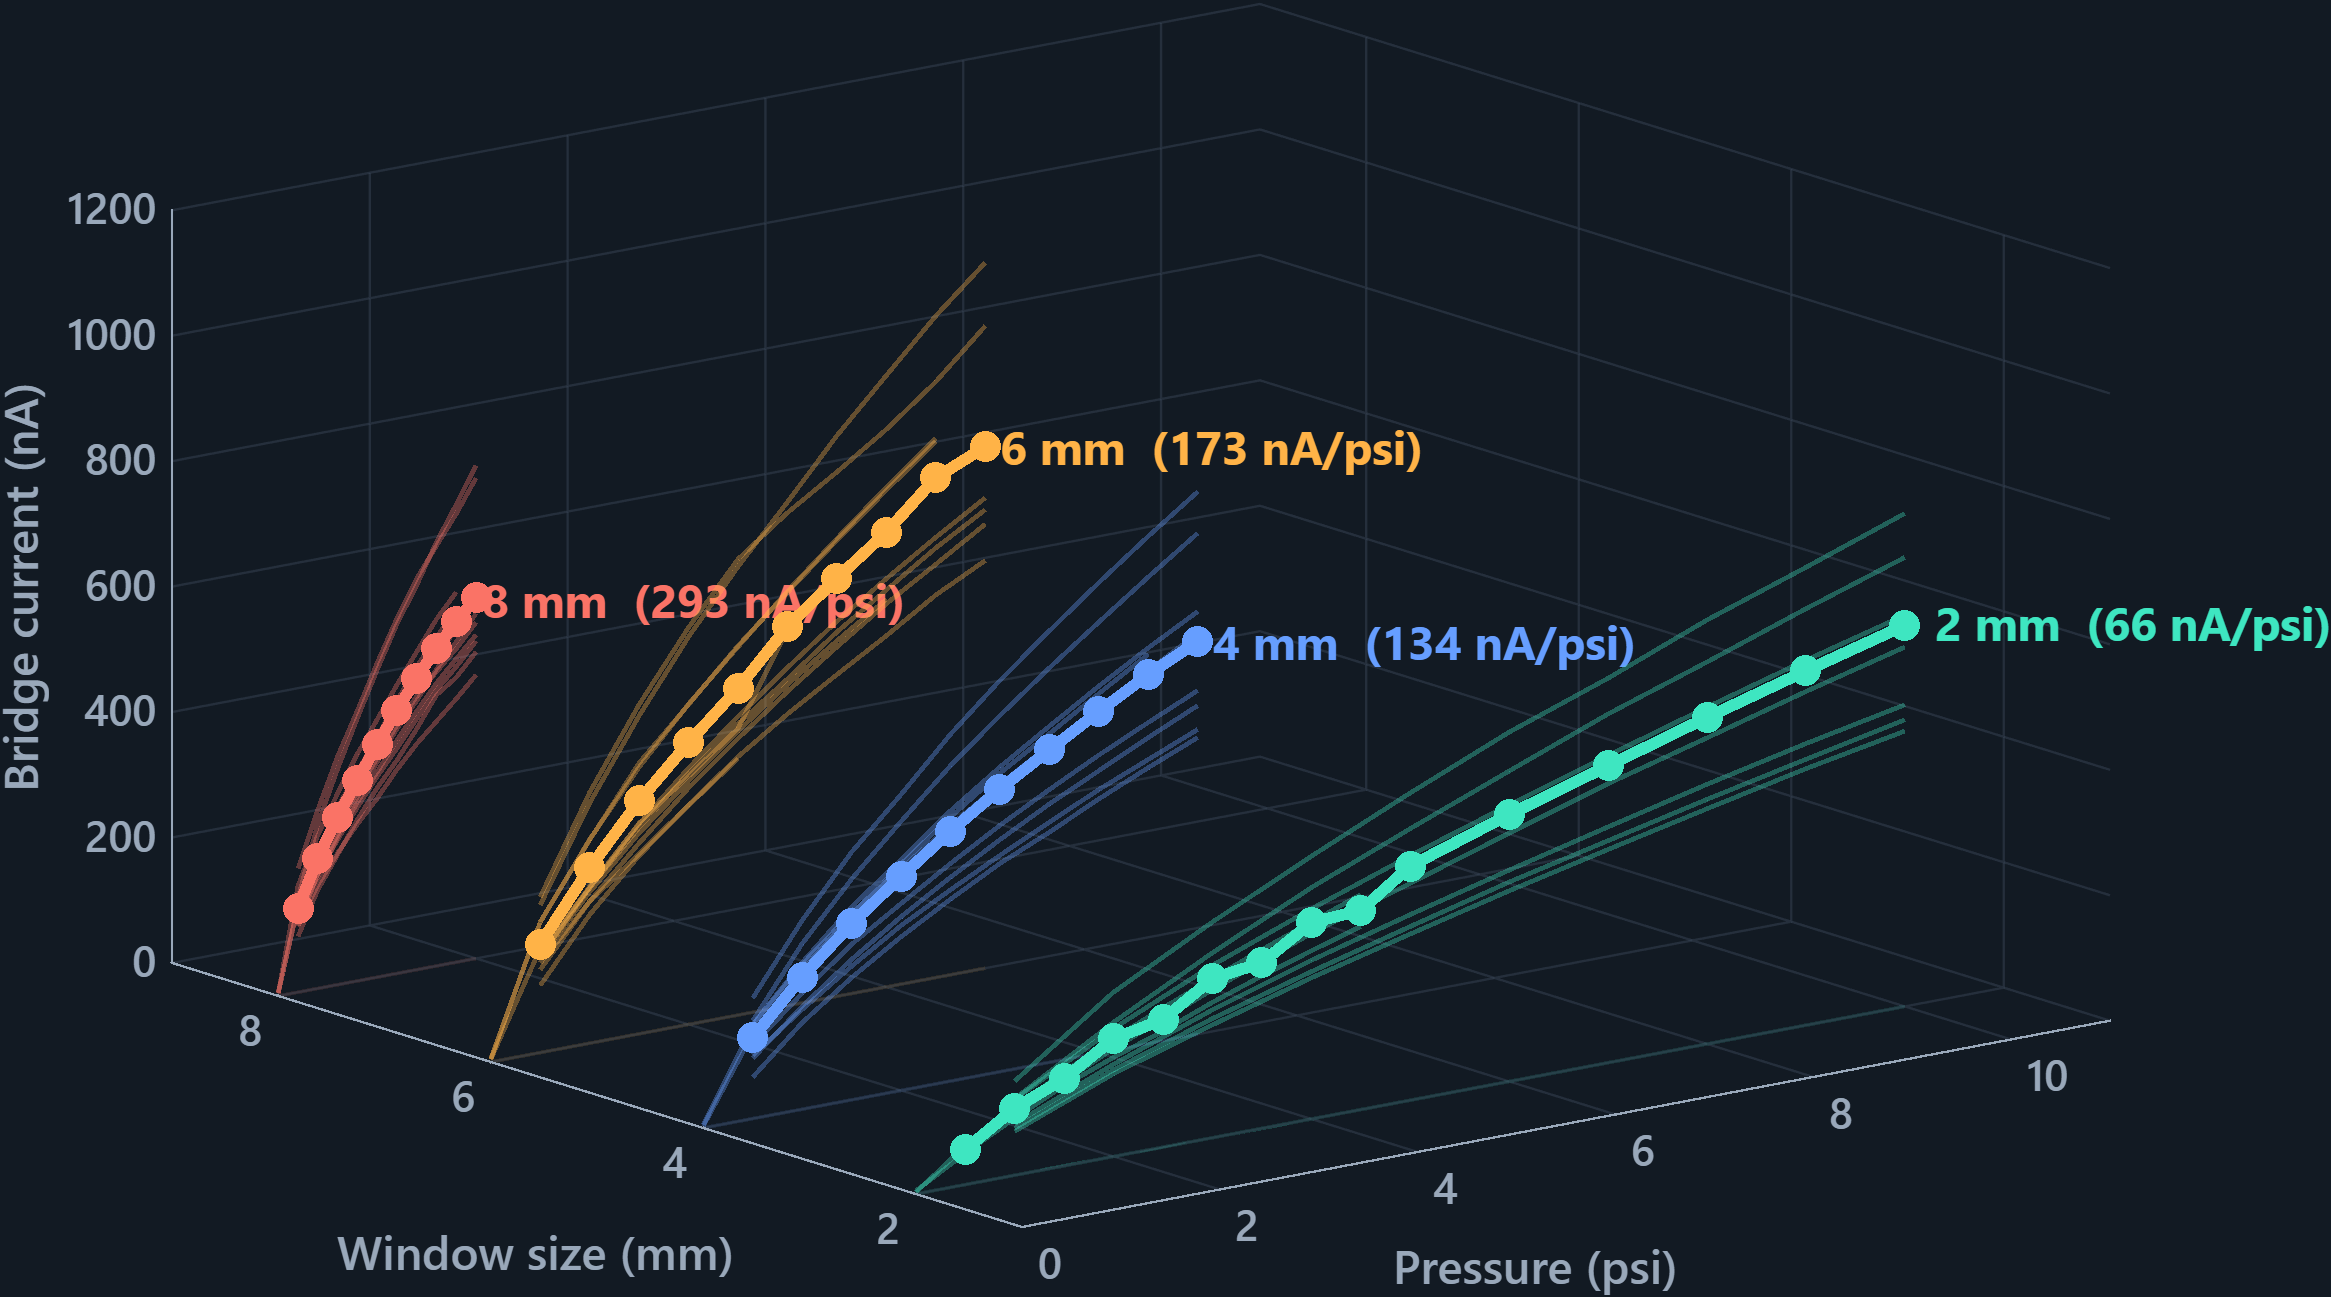 1200
1000
800
600
400
200
0
Bridge current (nA)
6 mm (173 nA/psi)
8 mm (293 nA/psi)
4 mm (134 nA/psi)
2 mm (66 nA/psi)
8
6
4
2
Window size (mm)
0
2
4
6
8
10
Pressure (psi)